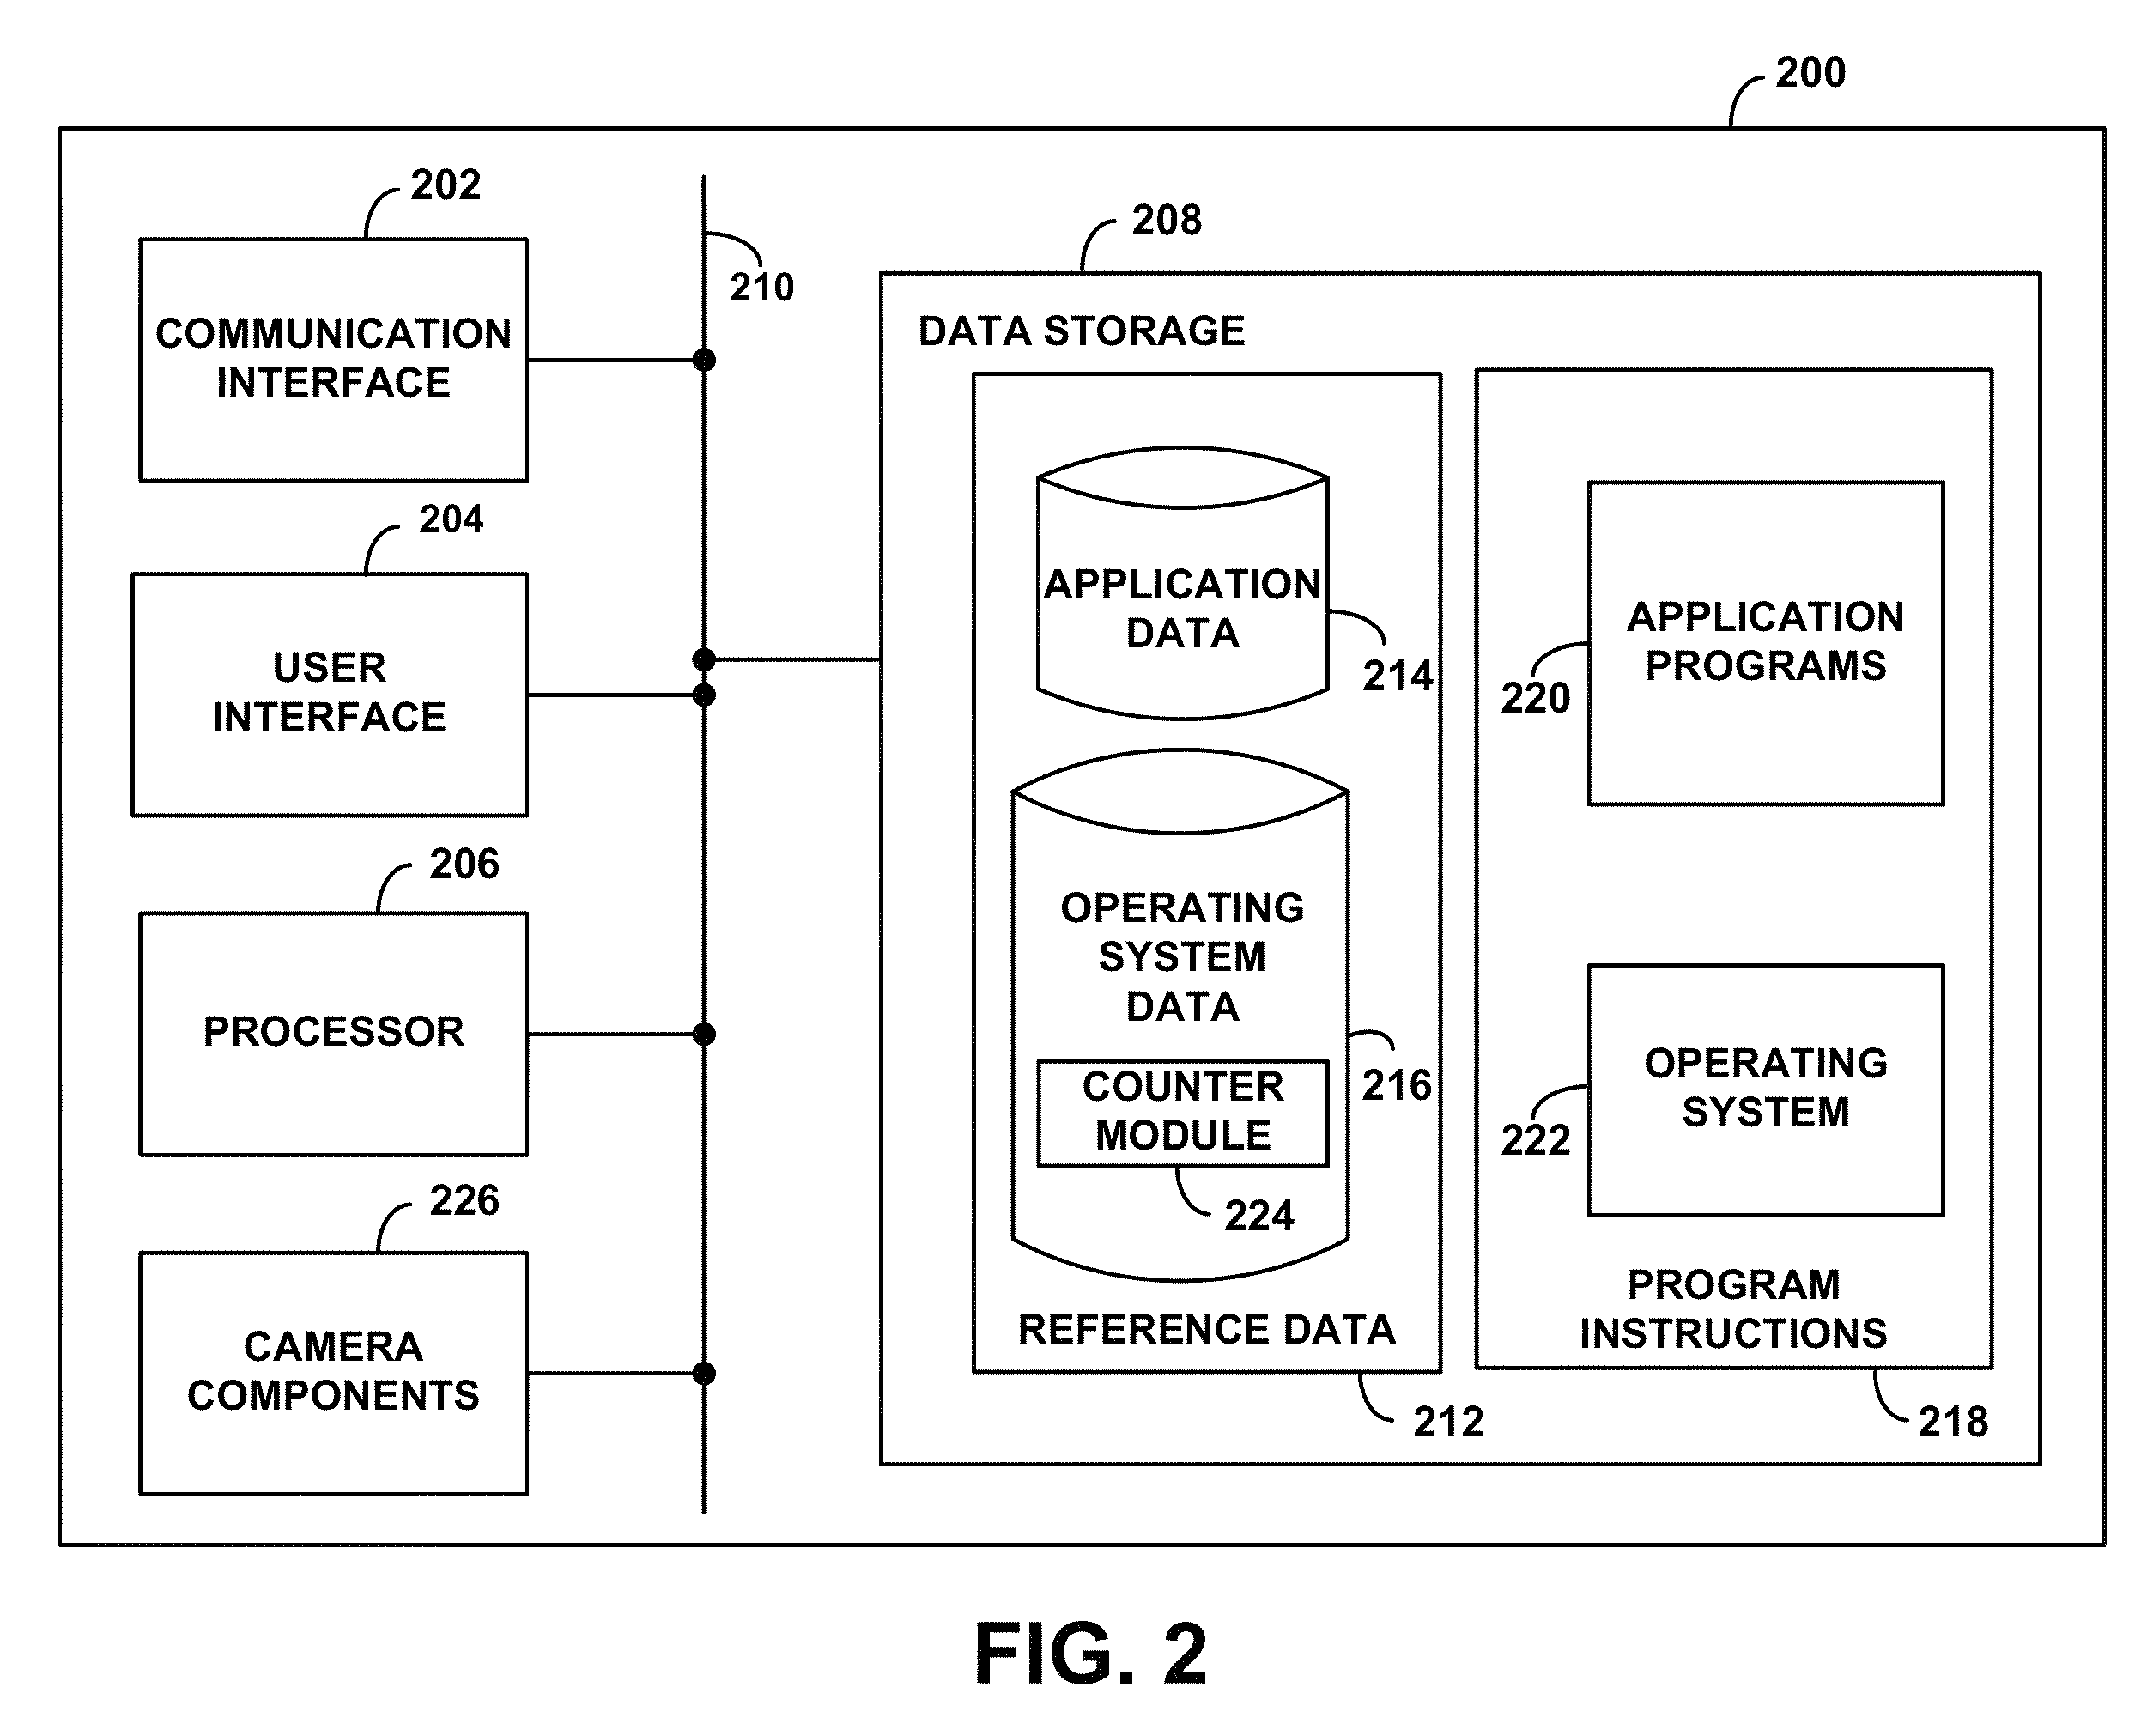 200
202
COMMUNICATION
INTERFACE
204
USER
INTERFACE
206
PROCESSOR
226
CAMERA
COMPONENTS
210
208
DATA STORAGE
APPLICATION
DATA
214
OPERATING
SYSTEM
DATA
216
COUNTER
MODULE
224
REFERENCE DATA
212
APPLICATION
PROGRAMS
220
OPERATING
SYSTEM
222
PROGRAM
INSTRUCTIONS
218
FIG. 2